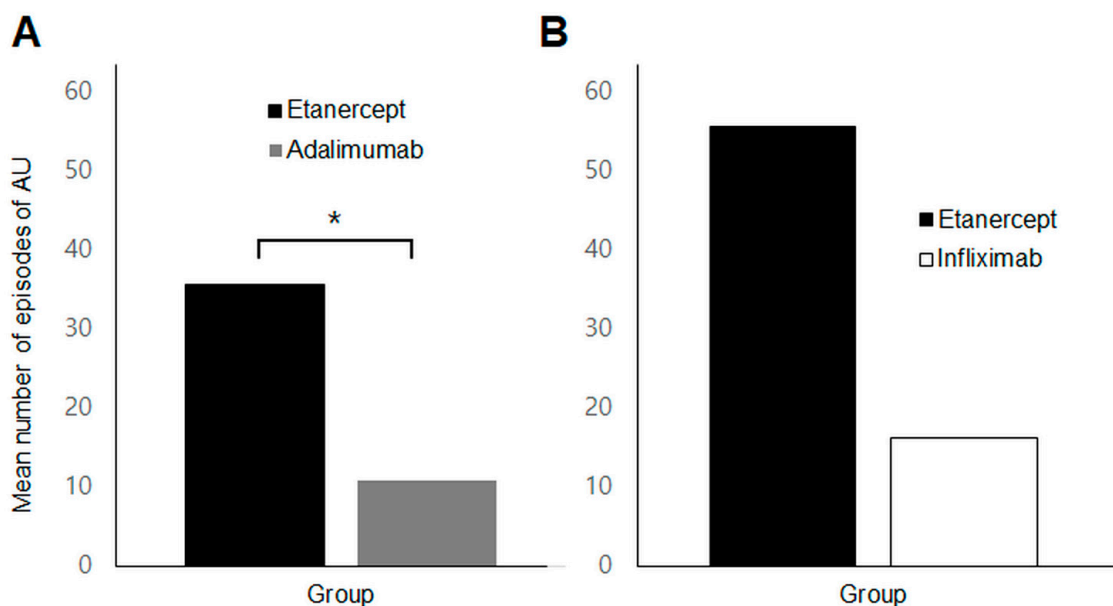 A
Mean number of episodes of AU
60
50
40
30
20
10
0
Etanercept
Adalimumab
*
Group
B
60
50
40
30
20
10
0
Etanercept
Infliximab
Group